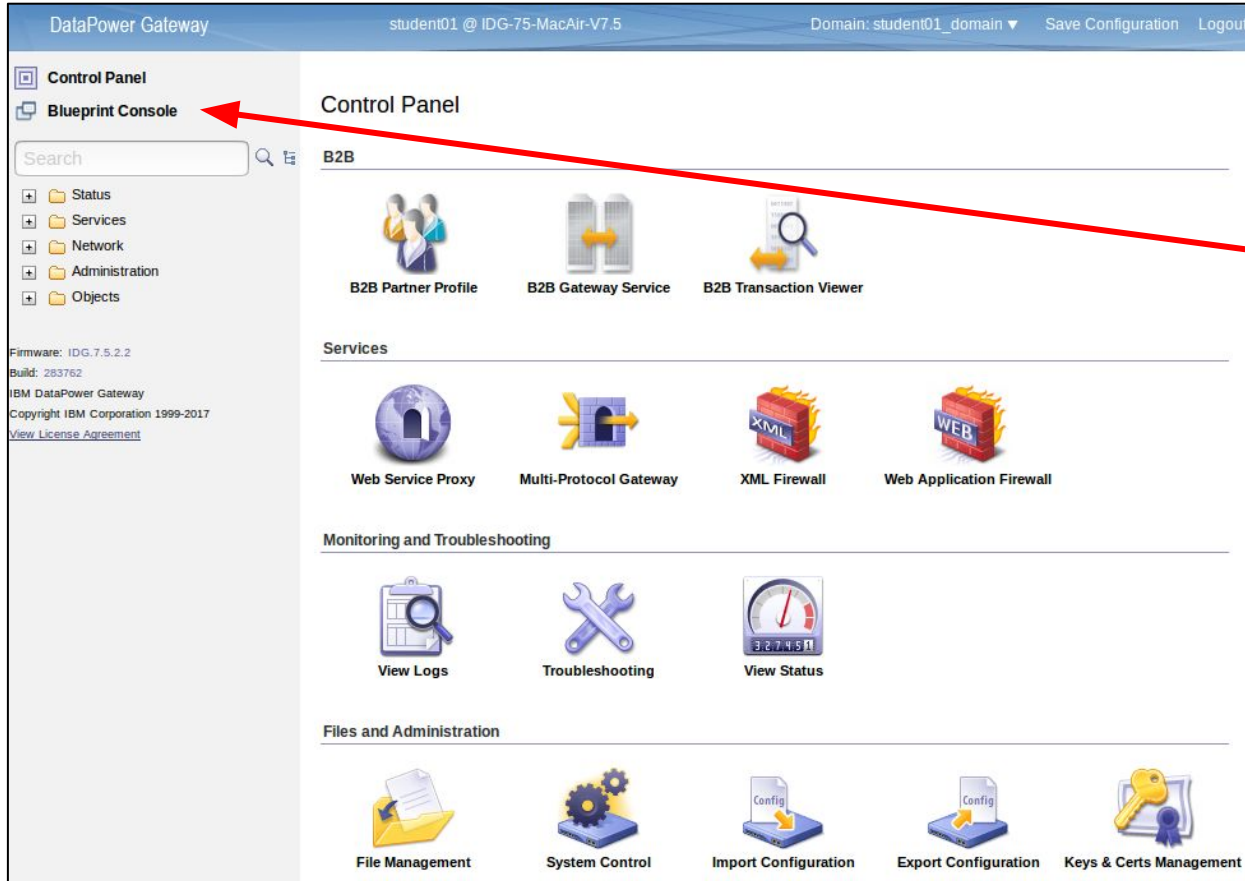 DataPower Gateway student01 @ IDG-75-MacAir-V7.5 Domain: student01_domain ▼ Save Configuration Logout
Control Panel
Blueprint Console
Search
Status
Services
Network
Administration
Objects
Firmware: IDG.7.5.2.2
Build: 283762
IBM DataPower Gateway
Copyright IBM Corporation 1999-2017
View License Agreement
Control Panel
B2B
B2B Partner Profile B2B Gateway Service B2B Transaction Viewer
Services
XML WEB
Web Service Proxy Multi-Protocol Gateway XML Firewall Web Application Firewall
Monitoring and Troubleshooting
327451
View Logs Troubleshooting View Status
Files and Administration
Config Config
File Management System Control Import Configuration Export Configuration Keys & Certs Management